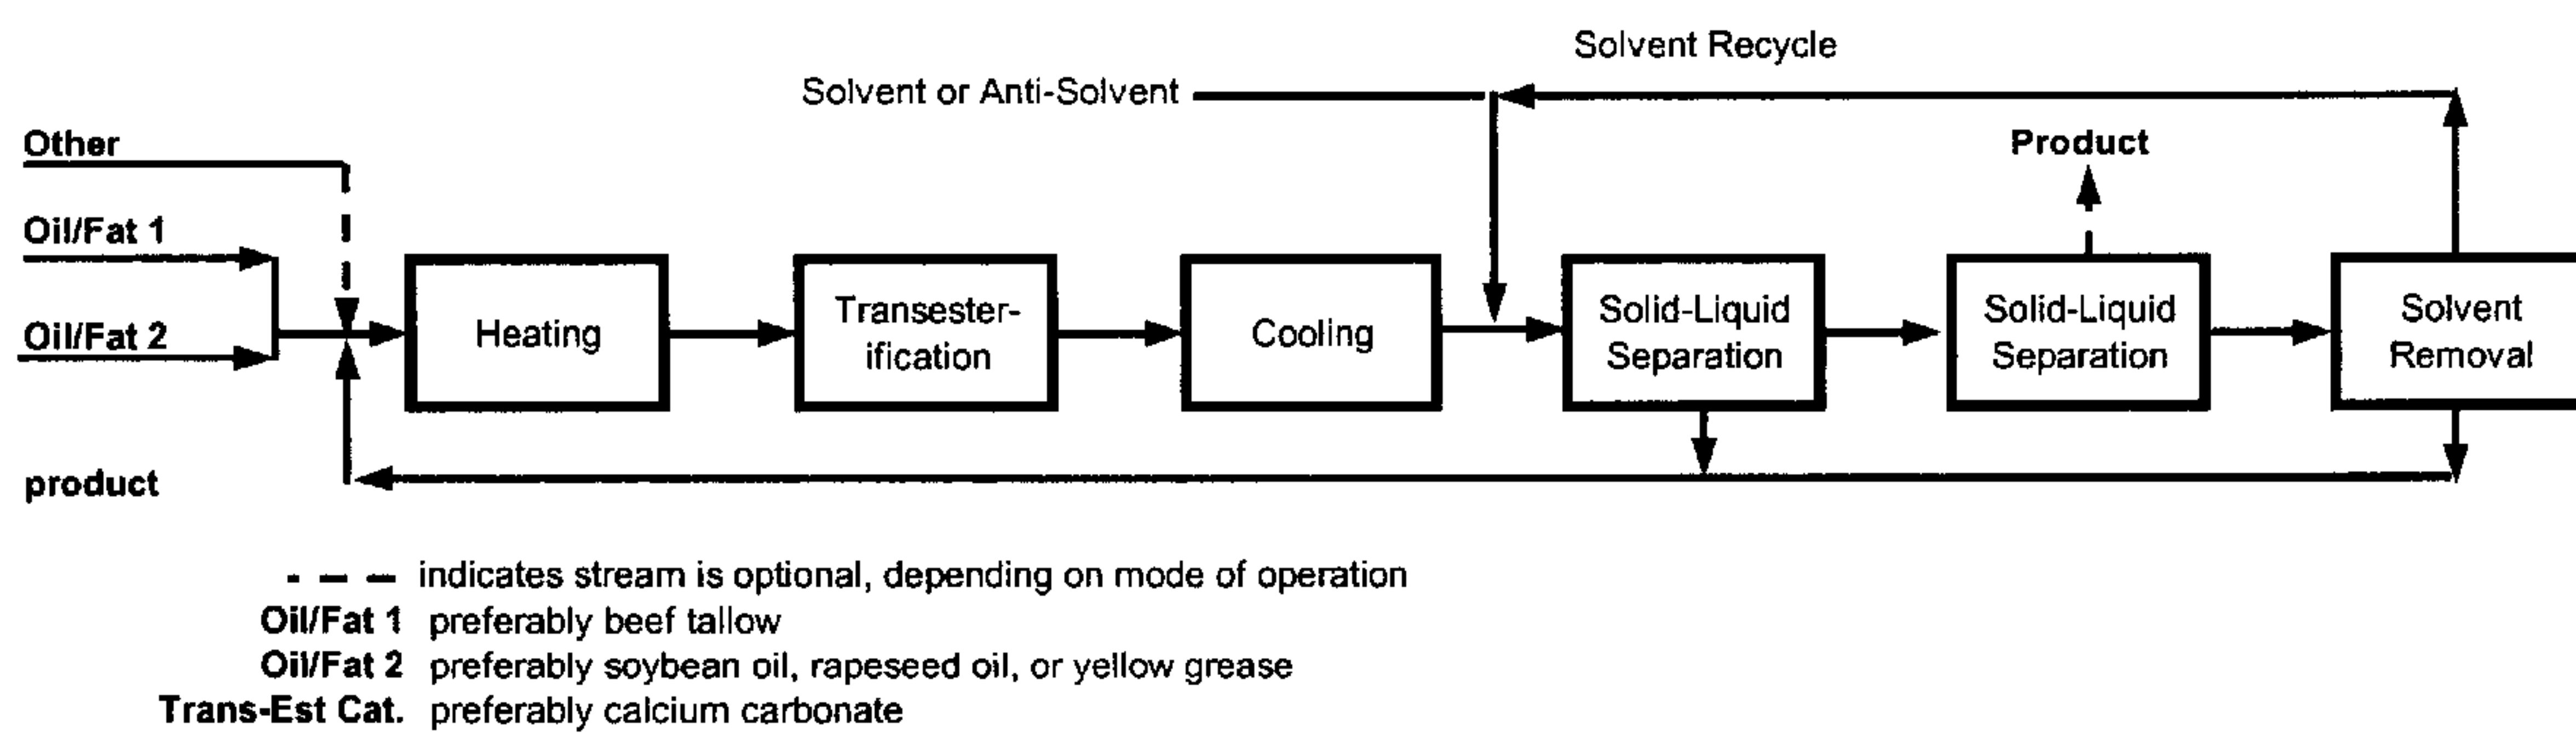 Solvent Recycle
Solvent or Anti-Solvent
Other
Product
Oil/Fat 1
Oil/Fat 2
Heating
Transester-
ification
Cooling
Solid-Liquid
Separation
Solid-Liquid
Separation
Solvent
Removal
product
indicates stream is optional, depending on mode of operation
Oil/Fat 1 preferably beef tallow
Oil/Fat 2 preferably soybean oil, rapeseed oil, or yellow grease
Trans-Est Cat. preferably calcium carbonate